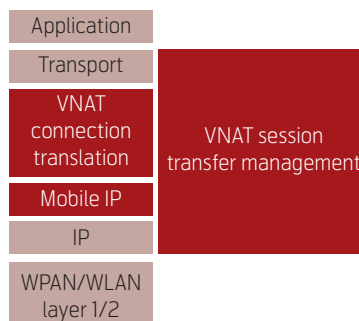 Application
Transport
VNAT
connection
translation
Mobile IP
IP
WPAN/WLAN
layer 1/2
VNAT session
transfer management